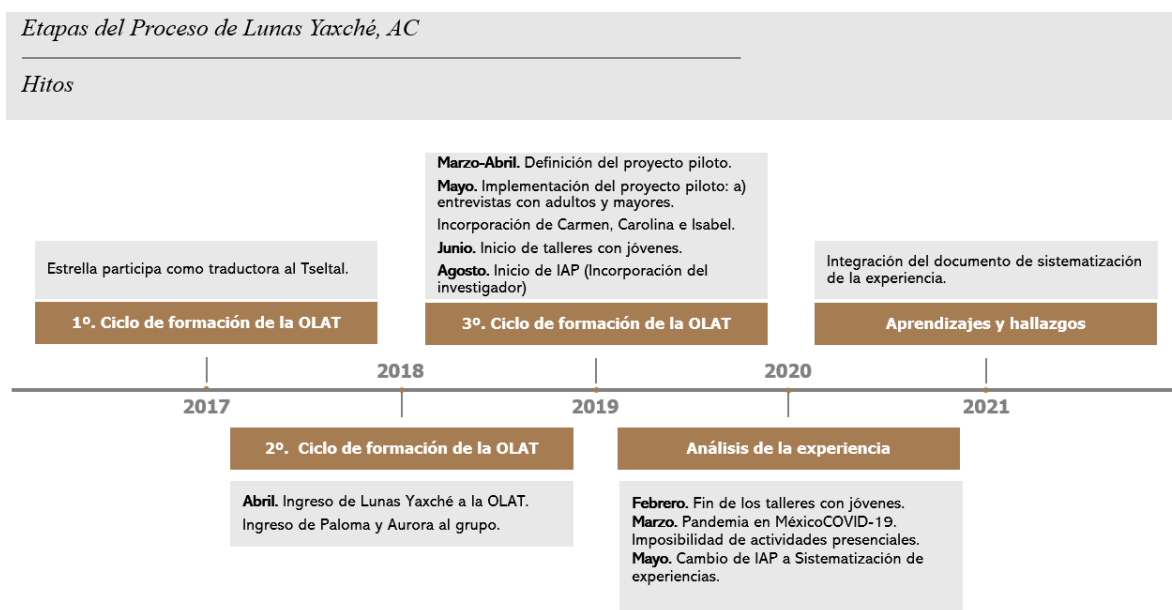 Etapas del Proceso de Lunas Yaxché, AC
Hitos
Estrella participa como traductora al Tseltal.
1º. Ciclo de formación de la OLAT
2017
2018
2º.  Ciclo de formación de la OLAT
Abril. Ingreso de Lunas Yaxché a la OLAT.
Ingreso de Paloma y Aurora al grupo.
Marzo-Abril. Definición del proyecto piloto.
Mayo. Implementación del proyecto piloto: a)
entrevistas con adultos y mayores.
Incorporación de Carmen, Carolina e Isabel.
Junio. Inicio de talleres con jóvenes.
Agosto. Inicio de IAP (Incorporación del
investigador)
3º. Ciclo de formación de la OLAT
2019
2020
Análisis de la experiencia
Febrero. Fin de los talleres con jóvenes.
Marzo. Pandemia en MéxicoCOVID-19.
Imposibilidad de actividades presenciales.
Mayo. Cambio de IAP a Sistematización de
experiencias.
Integración del documento de sistematización
de la experiencia.
Aprendizajes y hallazgos
2021